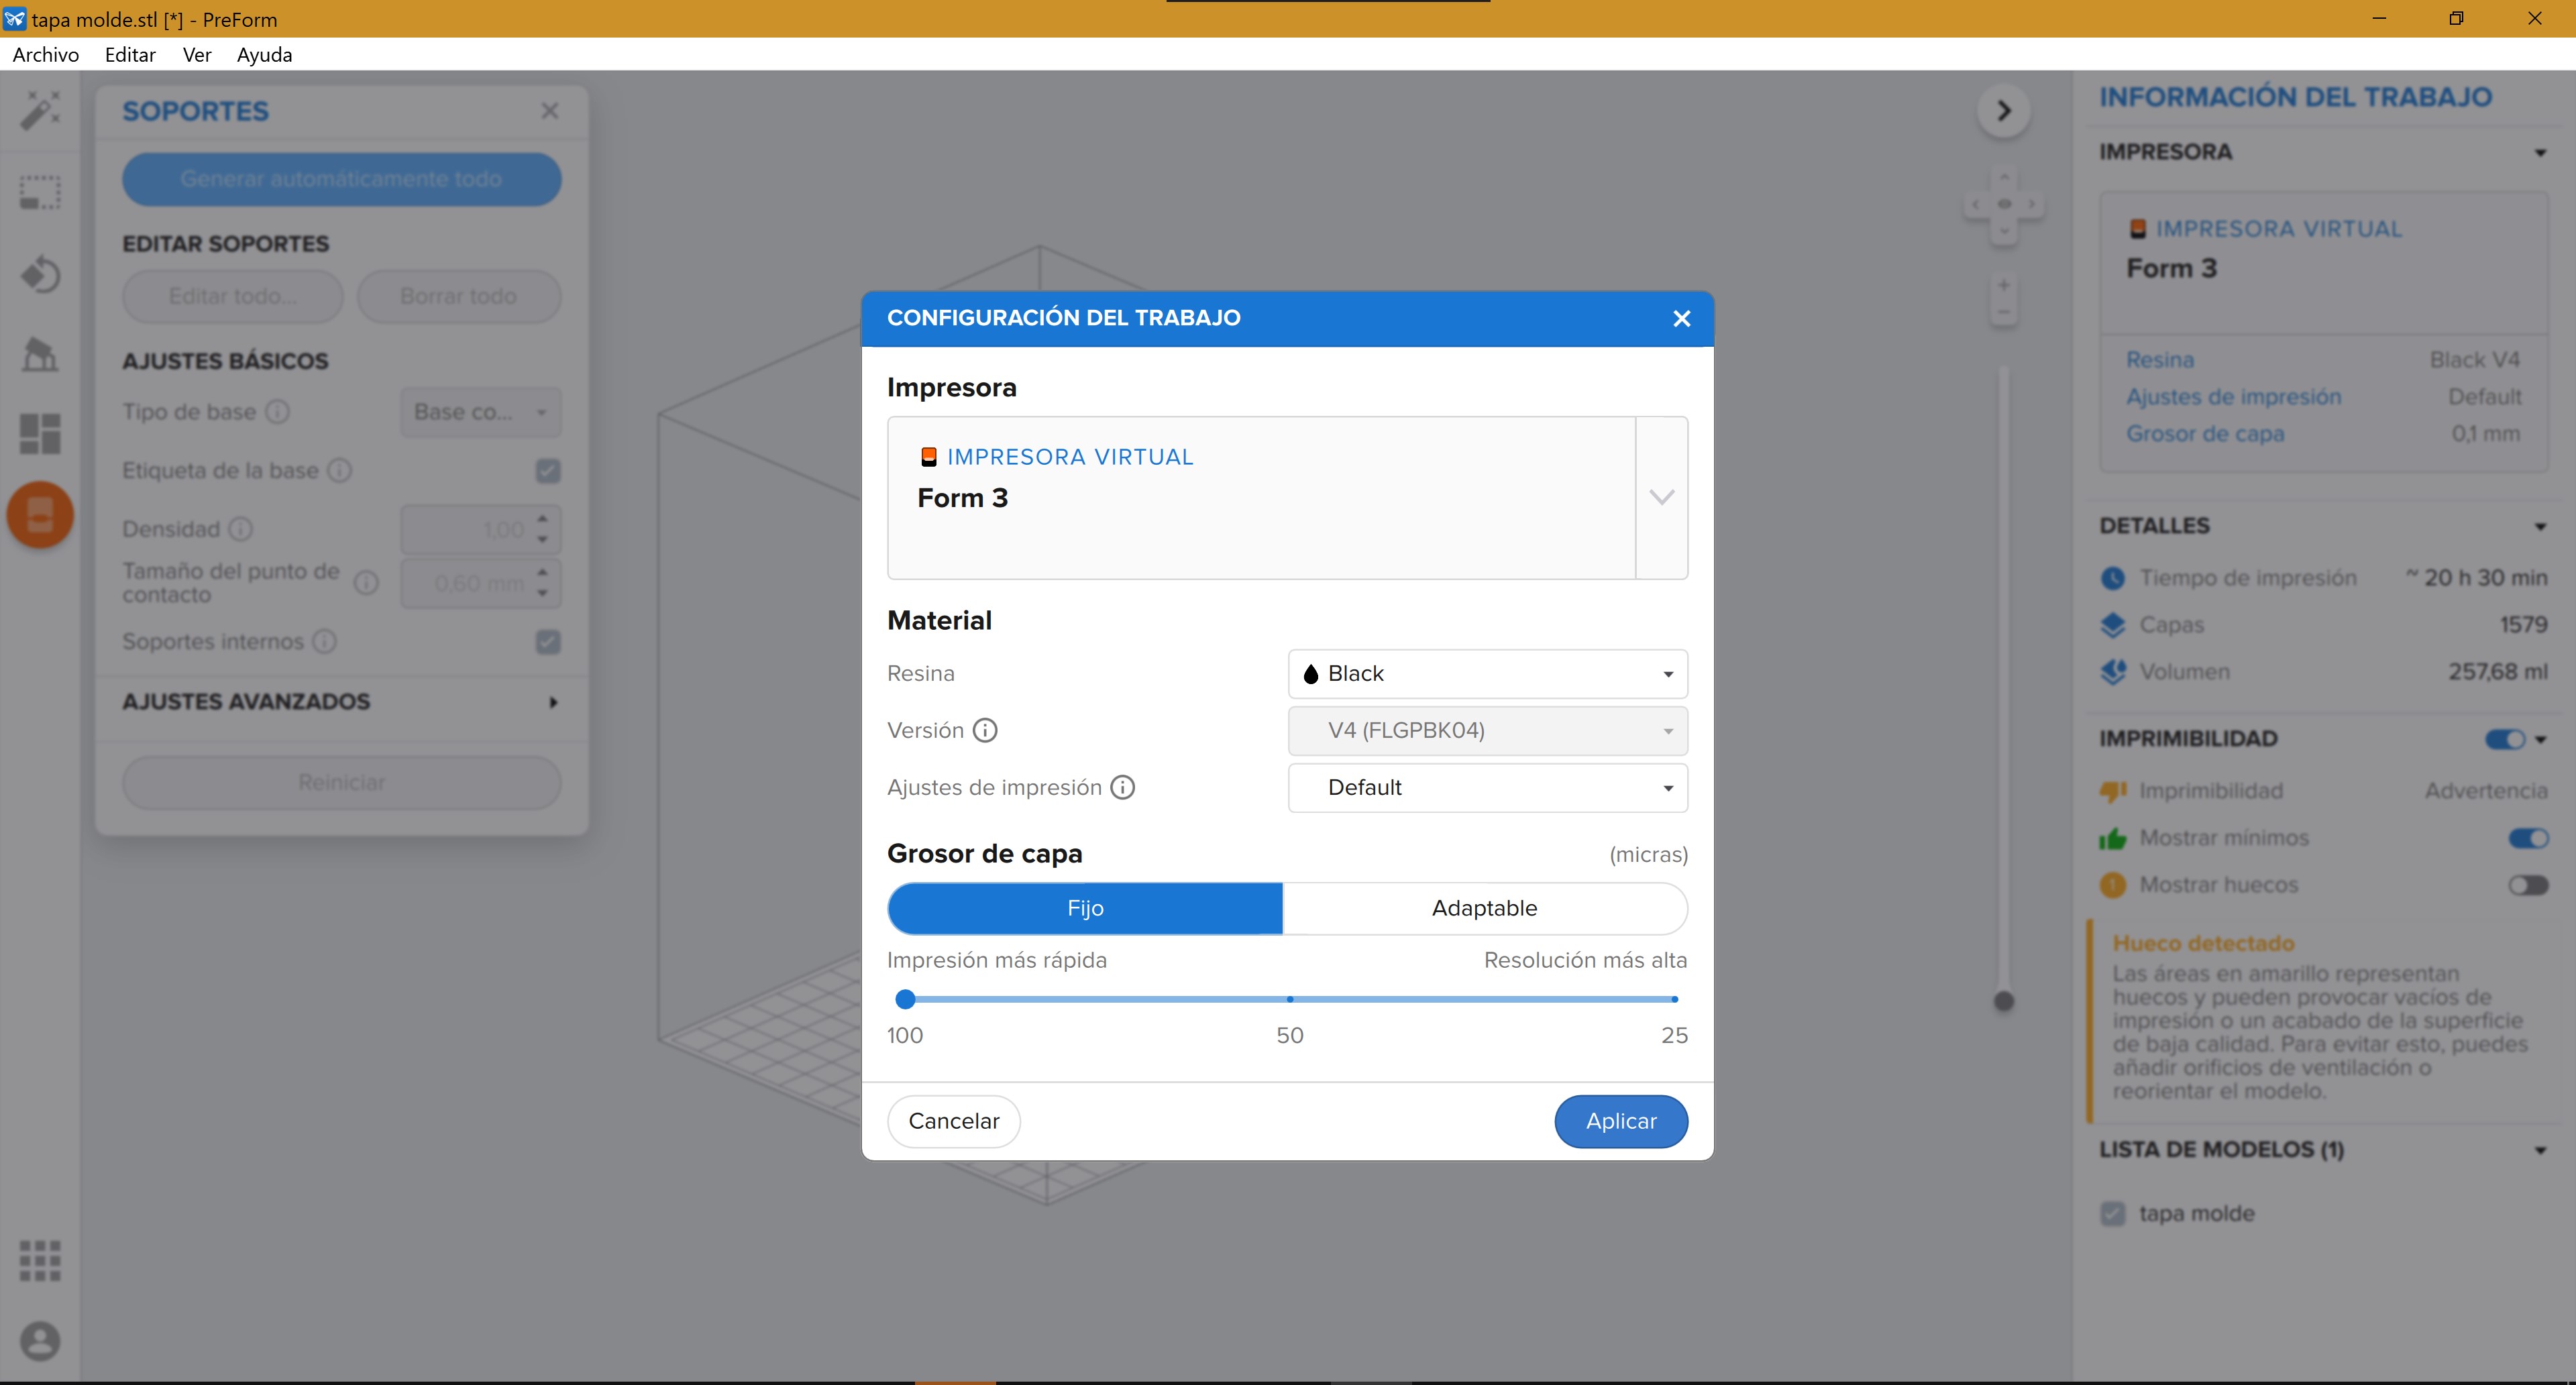 tapa molde.stl [*] - PreForm
Archivo Editar Ver Ayuda
SOPORTES
Generar automáticamente todo
EDITAR SOPORTES
Editar todo... Borrar todo
AJUSTES BÁSICOS
Tipo de base Base co...
Etiqueta de la base
Densidad 1,00
Tamaño del punto de
contacto
0,60 mm
Soportes internos
AJUSTES AVANZADOS
Reiniciar
CONFIGURACIÓN DEL TRABAJO
Impresora
IMPRESORA VIRTUAL
Form 3
Material
Resina Black
Versión V4 (FLGPBK04)
Ajustes de impresión Default
Grosor de capa (micras)
Fijo Adaptable
Impresión más rápida Resolución más alta
100 50 25
Cancelar Aplicar
INFORMACIÓN DEL TRABAJO
IMPRESORA
IMPRESORA VIRTUAL
Form 3
Resina Black V4
Ajustes de impresión Default
Grosor de capa 0,1 mm
DETALLES
Tiempo de impresión ~ 20 h 30 min
Capas 1579
Volumen 257,68 ml
IMPRIMIBILIDAD
Imprimibilidad Advertencia
Mostrar mínimos
1 Mostrar huecos
Hueco detectado
Las áreas en amarillo representan
huecos y pueden provocar vacíos de
impresión o un acabado de la superficie
de baja calidad. Para evitar esto, puedes
añadir orificios de ventilación o
reorientar el modelo.
LISTA DE MODELOS (1)
tapa molde